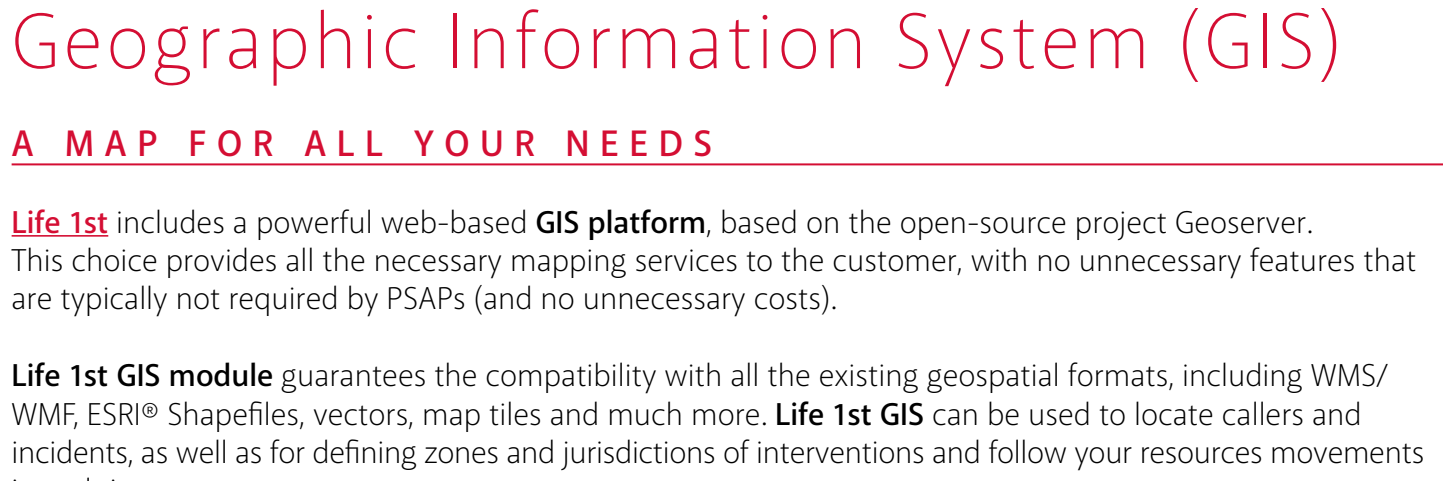 Geographic Information System (GIS)
A MAP FOR ALL YOUR NEEDS
Life 1st includes a powerful web-based GIS platform, based on the open-source project Geoserver.
This choice provides all the necessary mapping services to the customer, with no unnecessary features that
are typically not required by PSAPs (and no unnecessary costs).
Life 1st GIS module guarantees the compatibility with all the existing geospatial formats, including WMS/
WMF, ESRI® Shapefiles, vectors, map tiles and much more. Life 1st GIS can be used to locate callers and
incidents, as well as for defining zones and jurisdictions of interventions and follow your resources movements